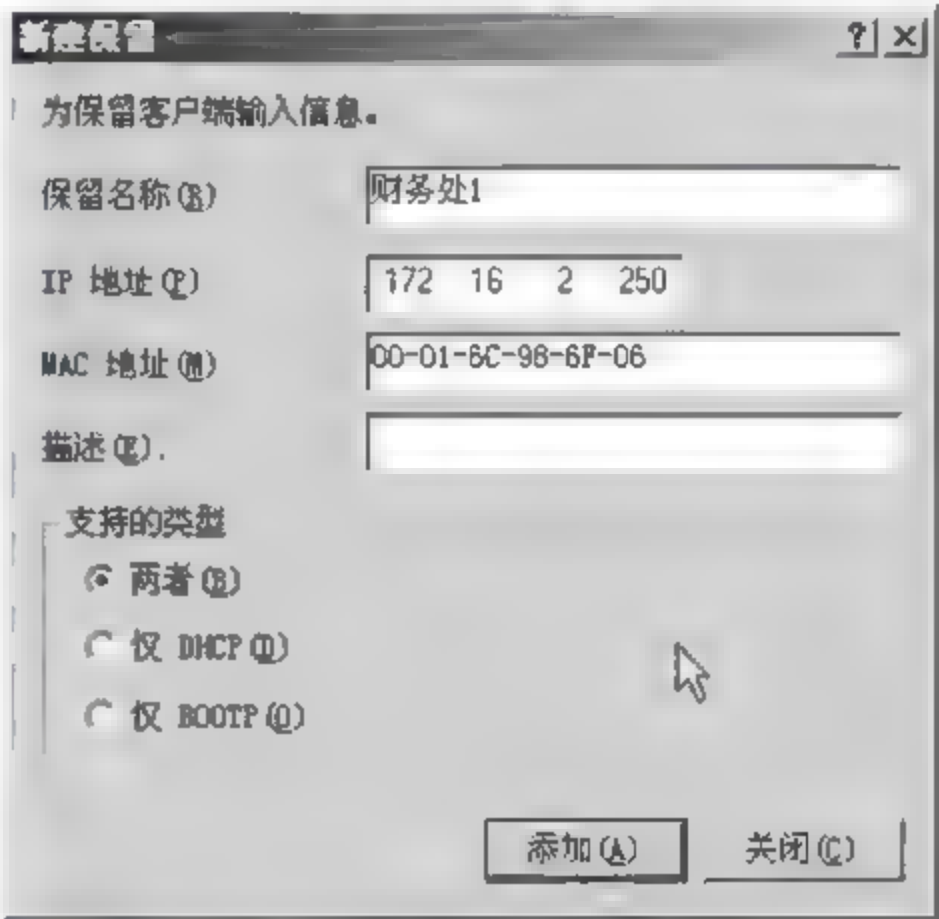 新建保留
为保留客户端输入信息。
保留名称(R) 财务处1
IP 地址(P) 172 16 2 250
MAC 地址(M) 00-01-6C-98-6F-06
描述(E).
支持的类型
两者(B)
仅 DHCP(D)
仅 BOOTP(O)
添加(A) 关闭(C)